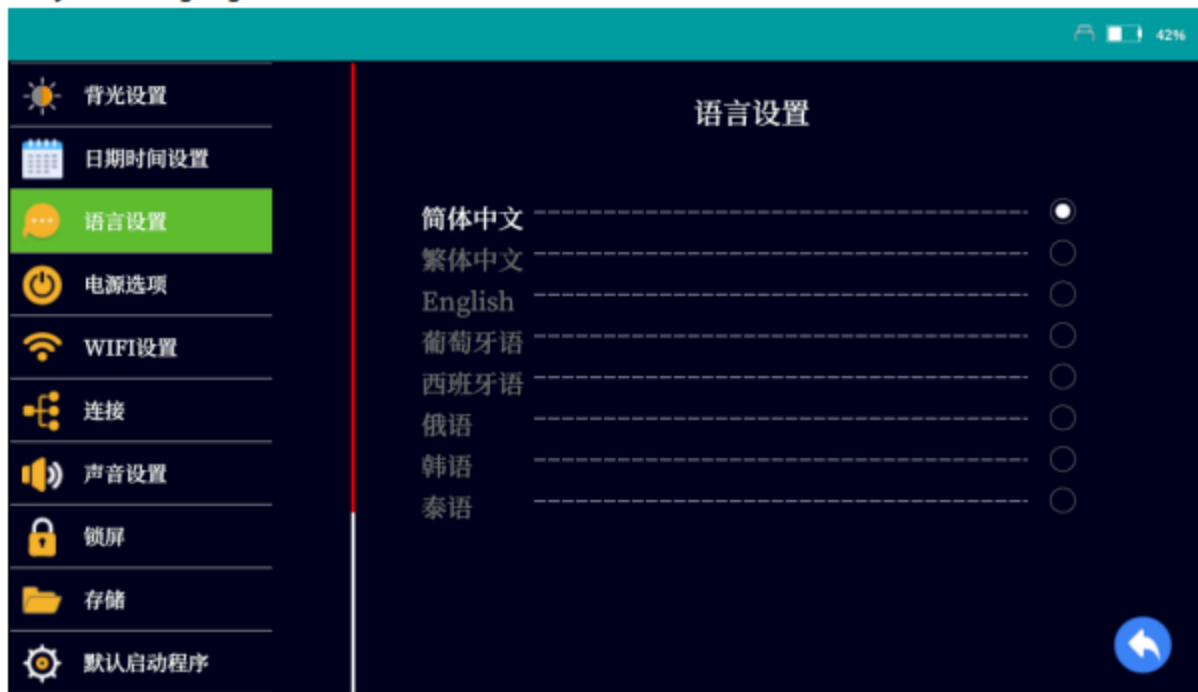 42%
背光设置
日期时间设置
语言设置
电源选项
WIFI设置
连接
声音设置
锁屏
存储
默认启动程序
语言设置
简体中文
繁体中文
English
葡萄牙语
西班牙语
俄语
韩语
泰语